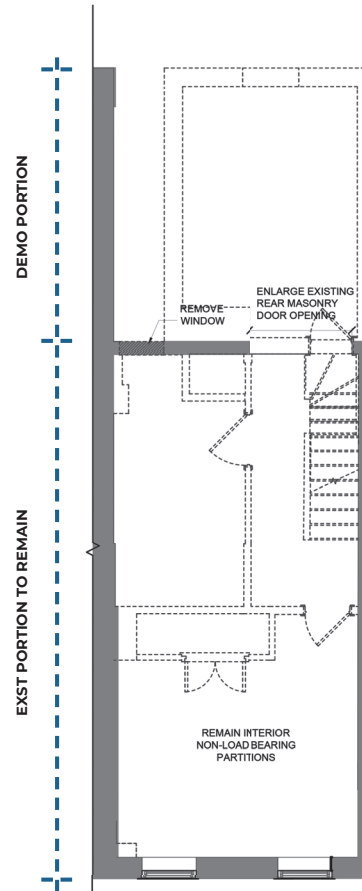 DEMO PORTION
ENLARGE EXISTING
REAR MASONRY
DOOR OPENING
REMOVE
WINDOW
EXST PORTION TO REMAIN
REMAIN INTERIOR
NON-LOAD BEARING
PARTITIONS